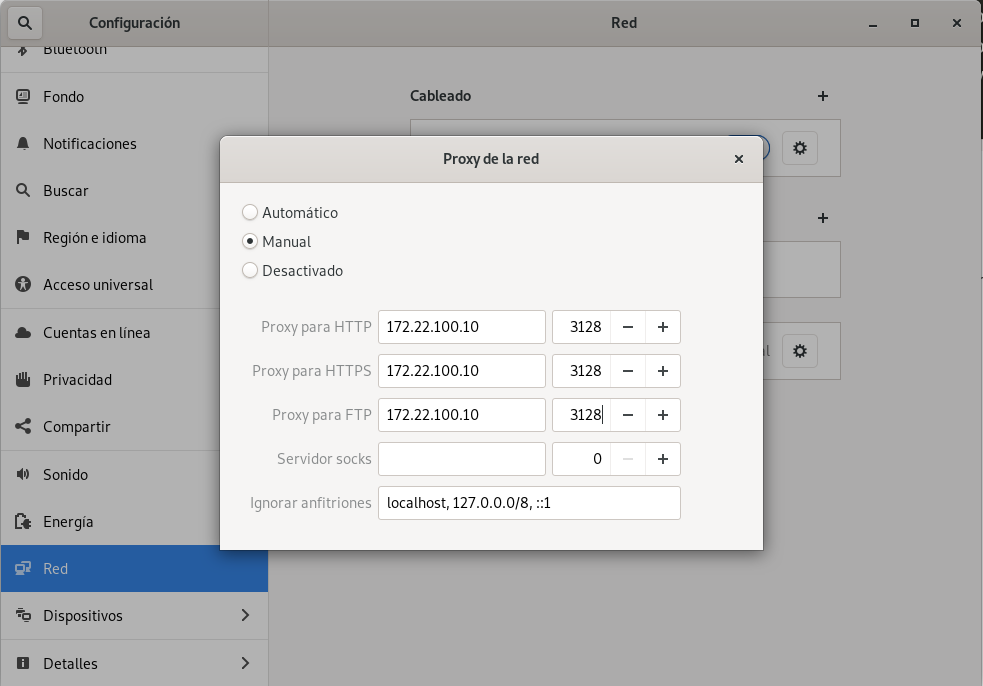 Configuración
Red
Bluetooth
Fondo
Notificaciones
Buscar
Región e idioma
Acceso universal
Cuentas en línea
Privacidad
Compartir
Sonido
Energía
Red
Dispositivos
Detalles
Cableado
Proxy de la red
Automático
Manual
Desactivado
Proxy para HTTP 172.22.100.10 3128
Proxy para HTTPS 172.22.100.10 3128
Proxy para FTP 172.22.100.10 3128
Servidor socks 0
Ignorar anfitriones localhost, 127.0.0.0/8, ::1